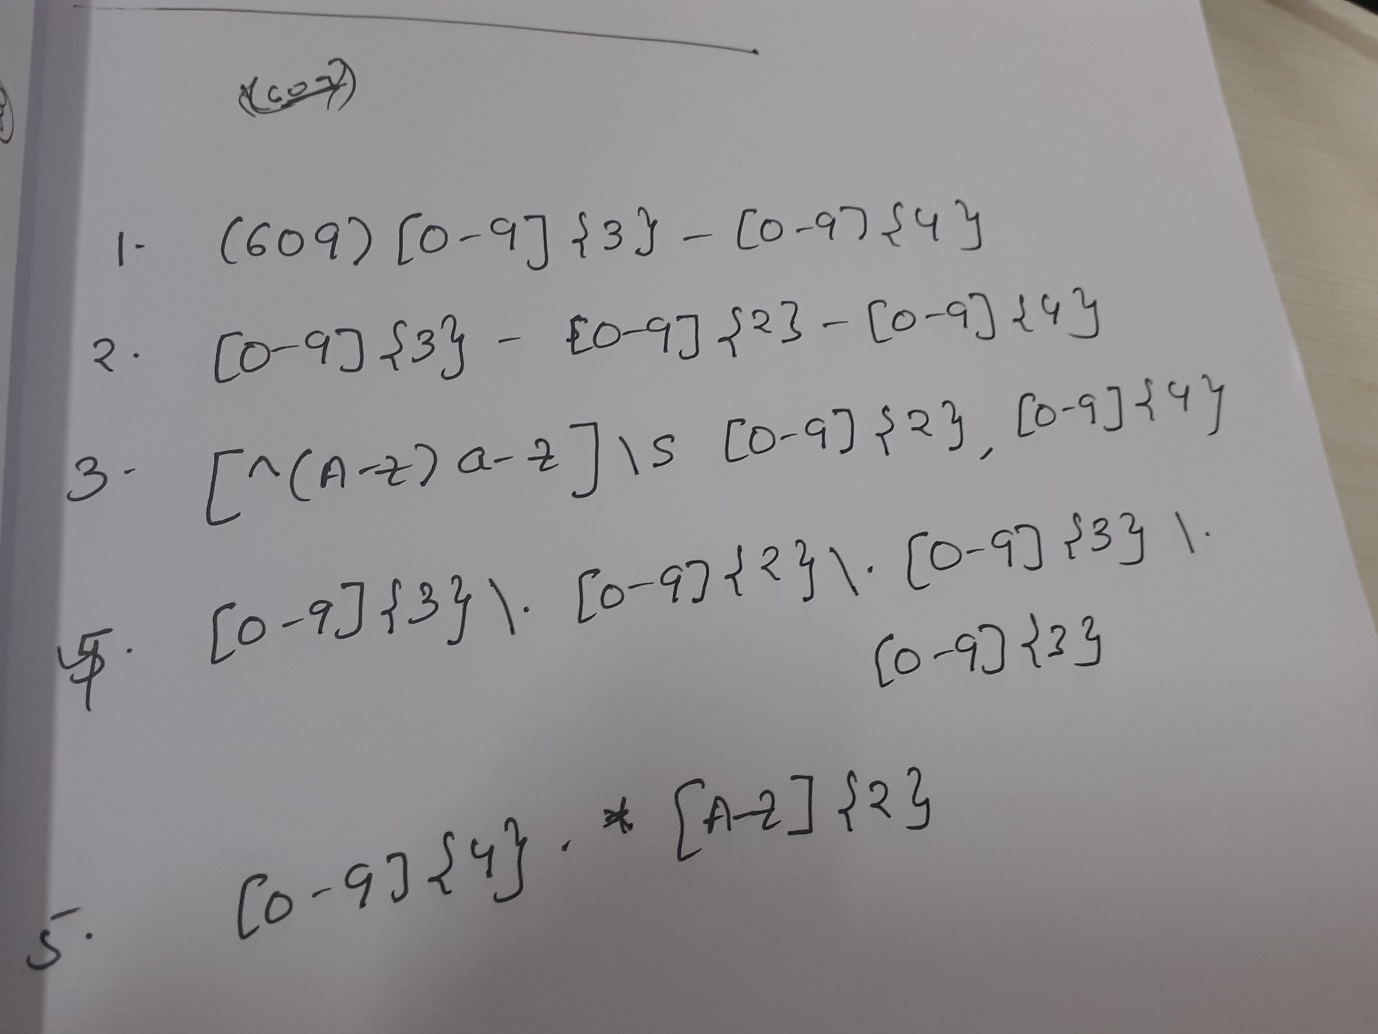 1- (609) [0-9]{3} - [0-9]{4}
2. [0-9]{3} - [0-9]{2} - [0-9]{4}
3- [^(A-Z) a-z]\s [0-9]{2}, [0-9]{4}
4. [0-9]{3}\. [0-9]{2}\. [0-9]{3}\.
[0-9]{3}
5. [0-9]{4}.*[A-Z]{2}